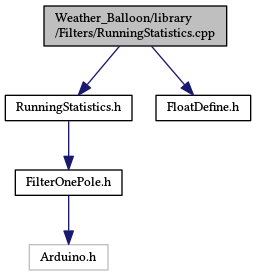 Weather_Balloon/library
/Filters/RunningStatistics.cpp
RunningStatistics.h
FloatDefine.h
FilterOnePole.h
Arduino.h